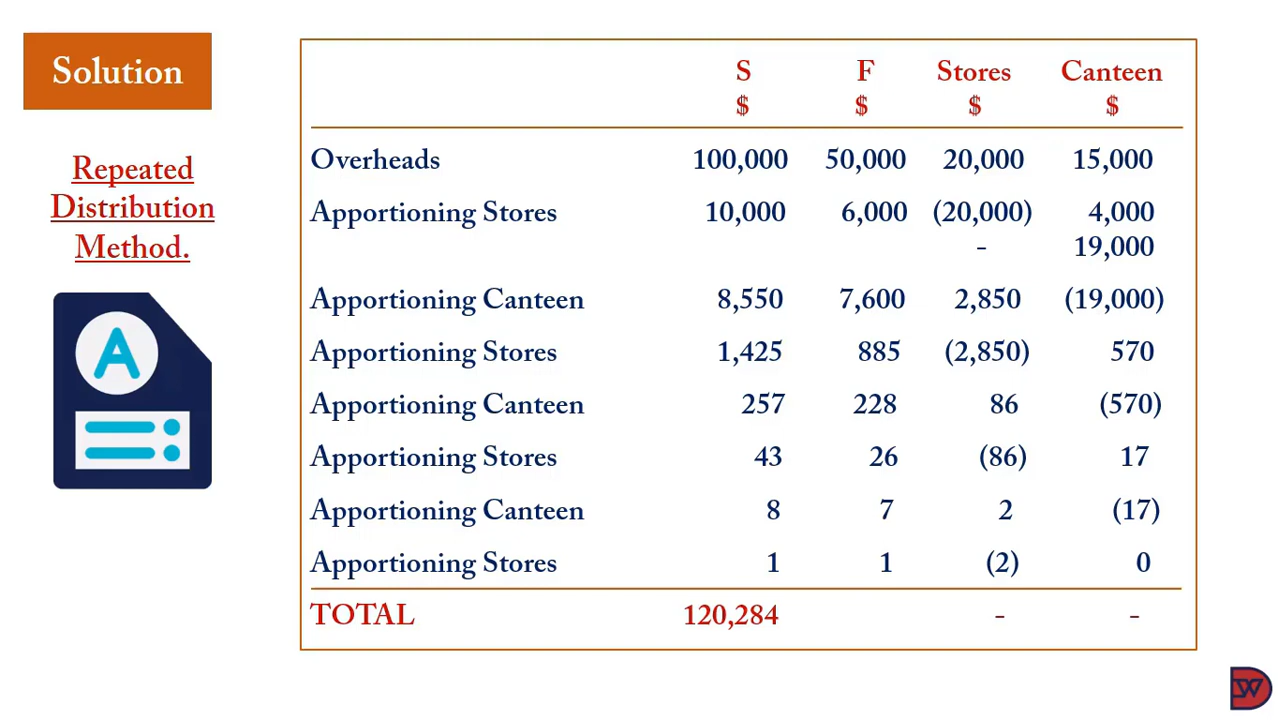 Solution
Repeated
Distribution
Method.
A
S F Stores Canteen
$ $ $ $
Overheads 100,000 50,000 20,000 15,000
Apportioning Stores 10,000 6,000 (20,000) 4,000
- 19,000
Apportioning Canteen 8,550 7,600 2,850 (19,000)
Apportioning Stores 1,425 885 (2,850) 570
Apportioning Canteen 257 228 86 (570)
Apportioning Stores 43 26 (86) 17
Apportioning Canteen 8 7 2 (17)
Apportioning Stores 1 1 (2) 0
TOTAL 120,284 - -
DW